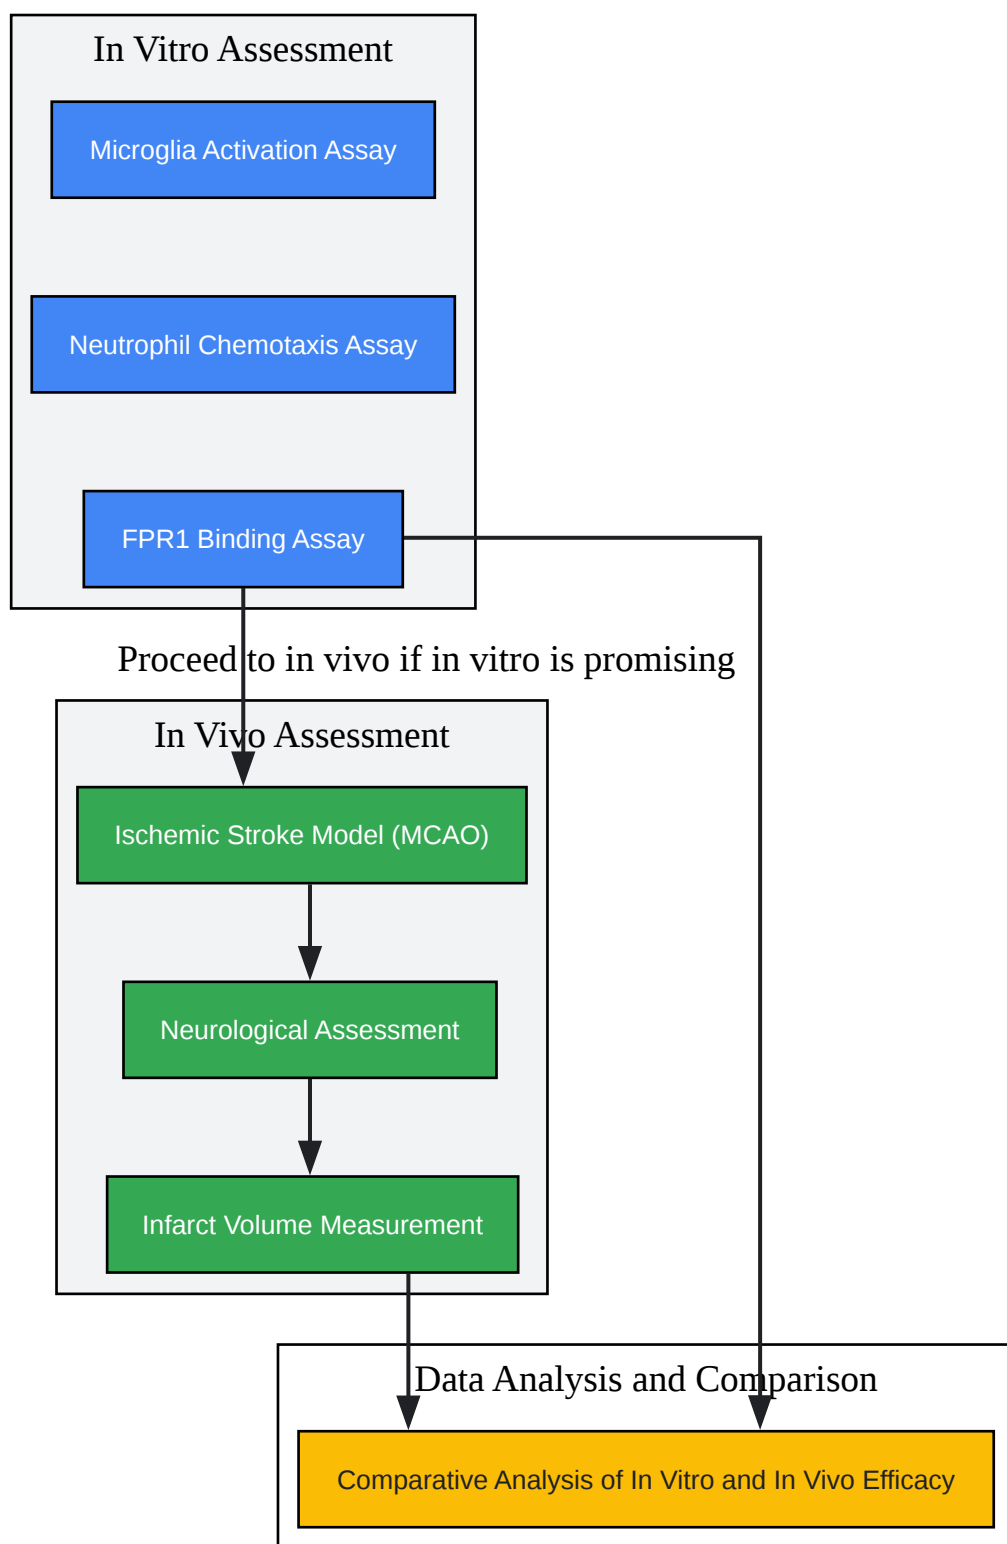 In Vitro Assessment
Microglia Activation Assay
Neutrophil Chemotaxis Assay
FPR1 Binding Assay
Proceed to in vivo if in vitro is promising
In Vivo Assessment
Ischemic Stroke Model (MCAO)
Neurological Assessment
Infarct Volume Measurement
Data Analysis and Comparison
Comparative Analysis of In Vitro and In Vivo Efficacy